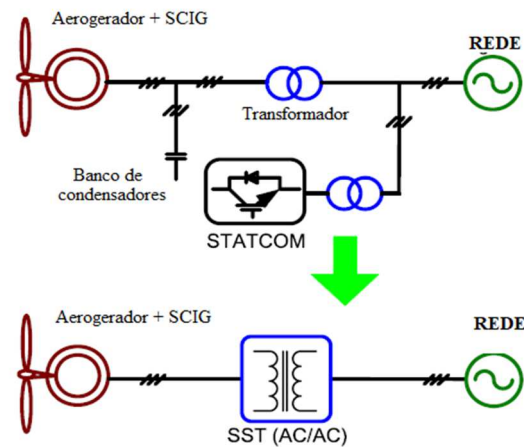 Aerogerador + SCIG
REDE
Transformador
Banco de
condensadores
STATCOM
Aerogerador + SCIG
REDE
SST (AC/AC)